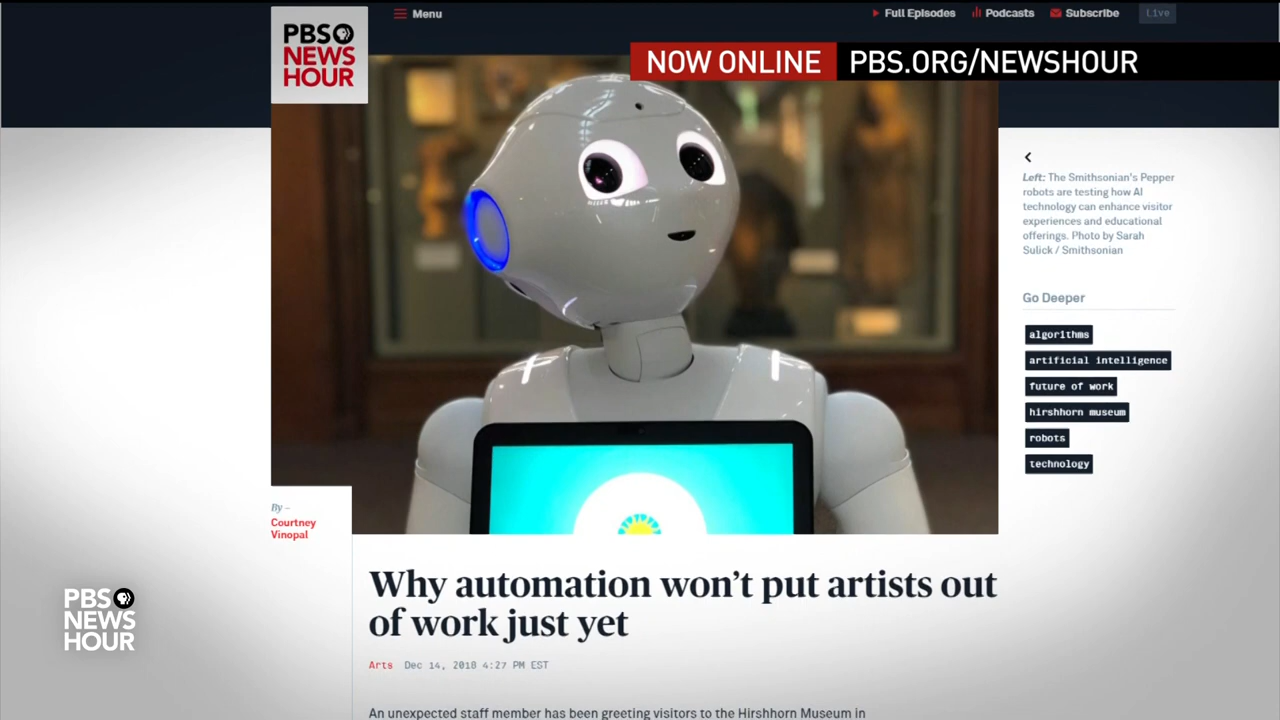 PBS
NEWS
HOUR
Menu
Full Episodes
Podcasts
Subscribe
Live
NOW ONLINE
PBS.ORG/NEWSHOUR
Left: The Smithsonian's Pepper
robots are testing how AI
technology can enhance visitor
experiences and educational
offerings. Photo by Sarah
Sulick / Smithsonian
Go Deeper
algorithms
artificial intelligence
future of work
hirshhorn museum
robots
technology
By –
Courtney
Vinopal
Why automation won't put artists out
of work just yet
Arts Dec 14, 2018 4:27 PM EST
An unexpected staff member has been greeting visitors to the Hirshhorn Museum in
PBS
NEWS
HOUR